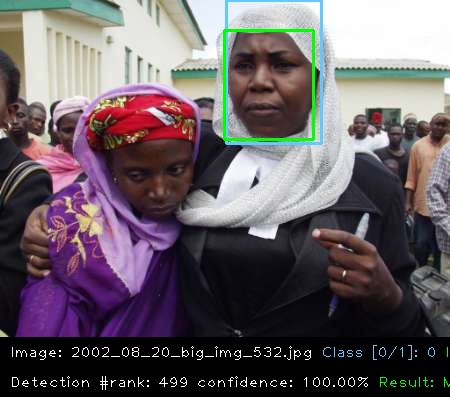 Image: 2002_08_20_big_img_532.jpg Class [0/1]: 0
Detection #rank: 499 confidence: 100.00% Result: